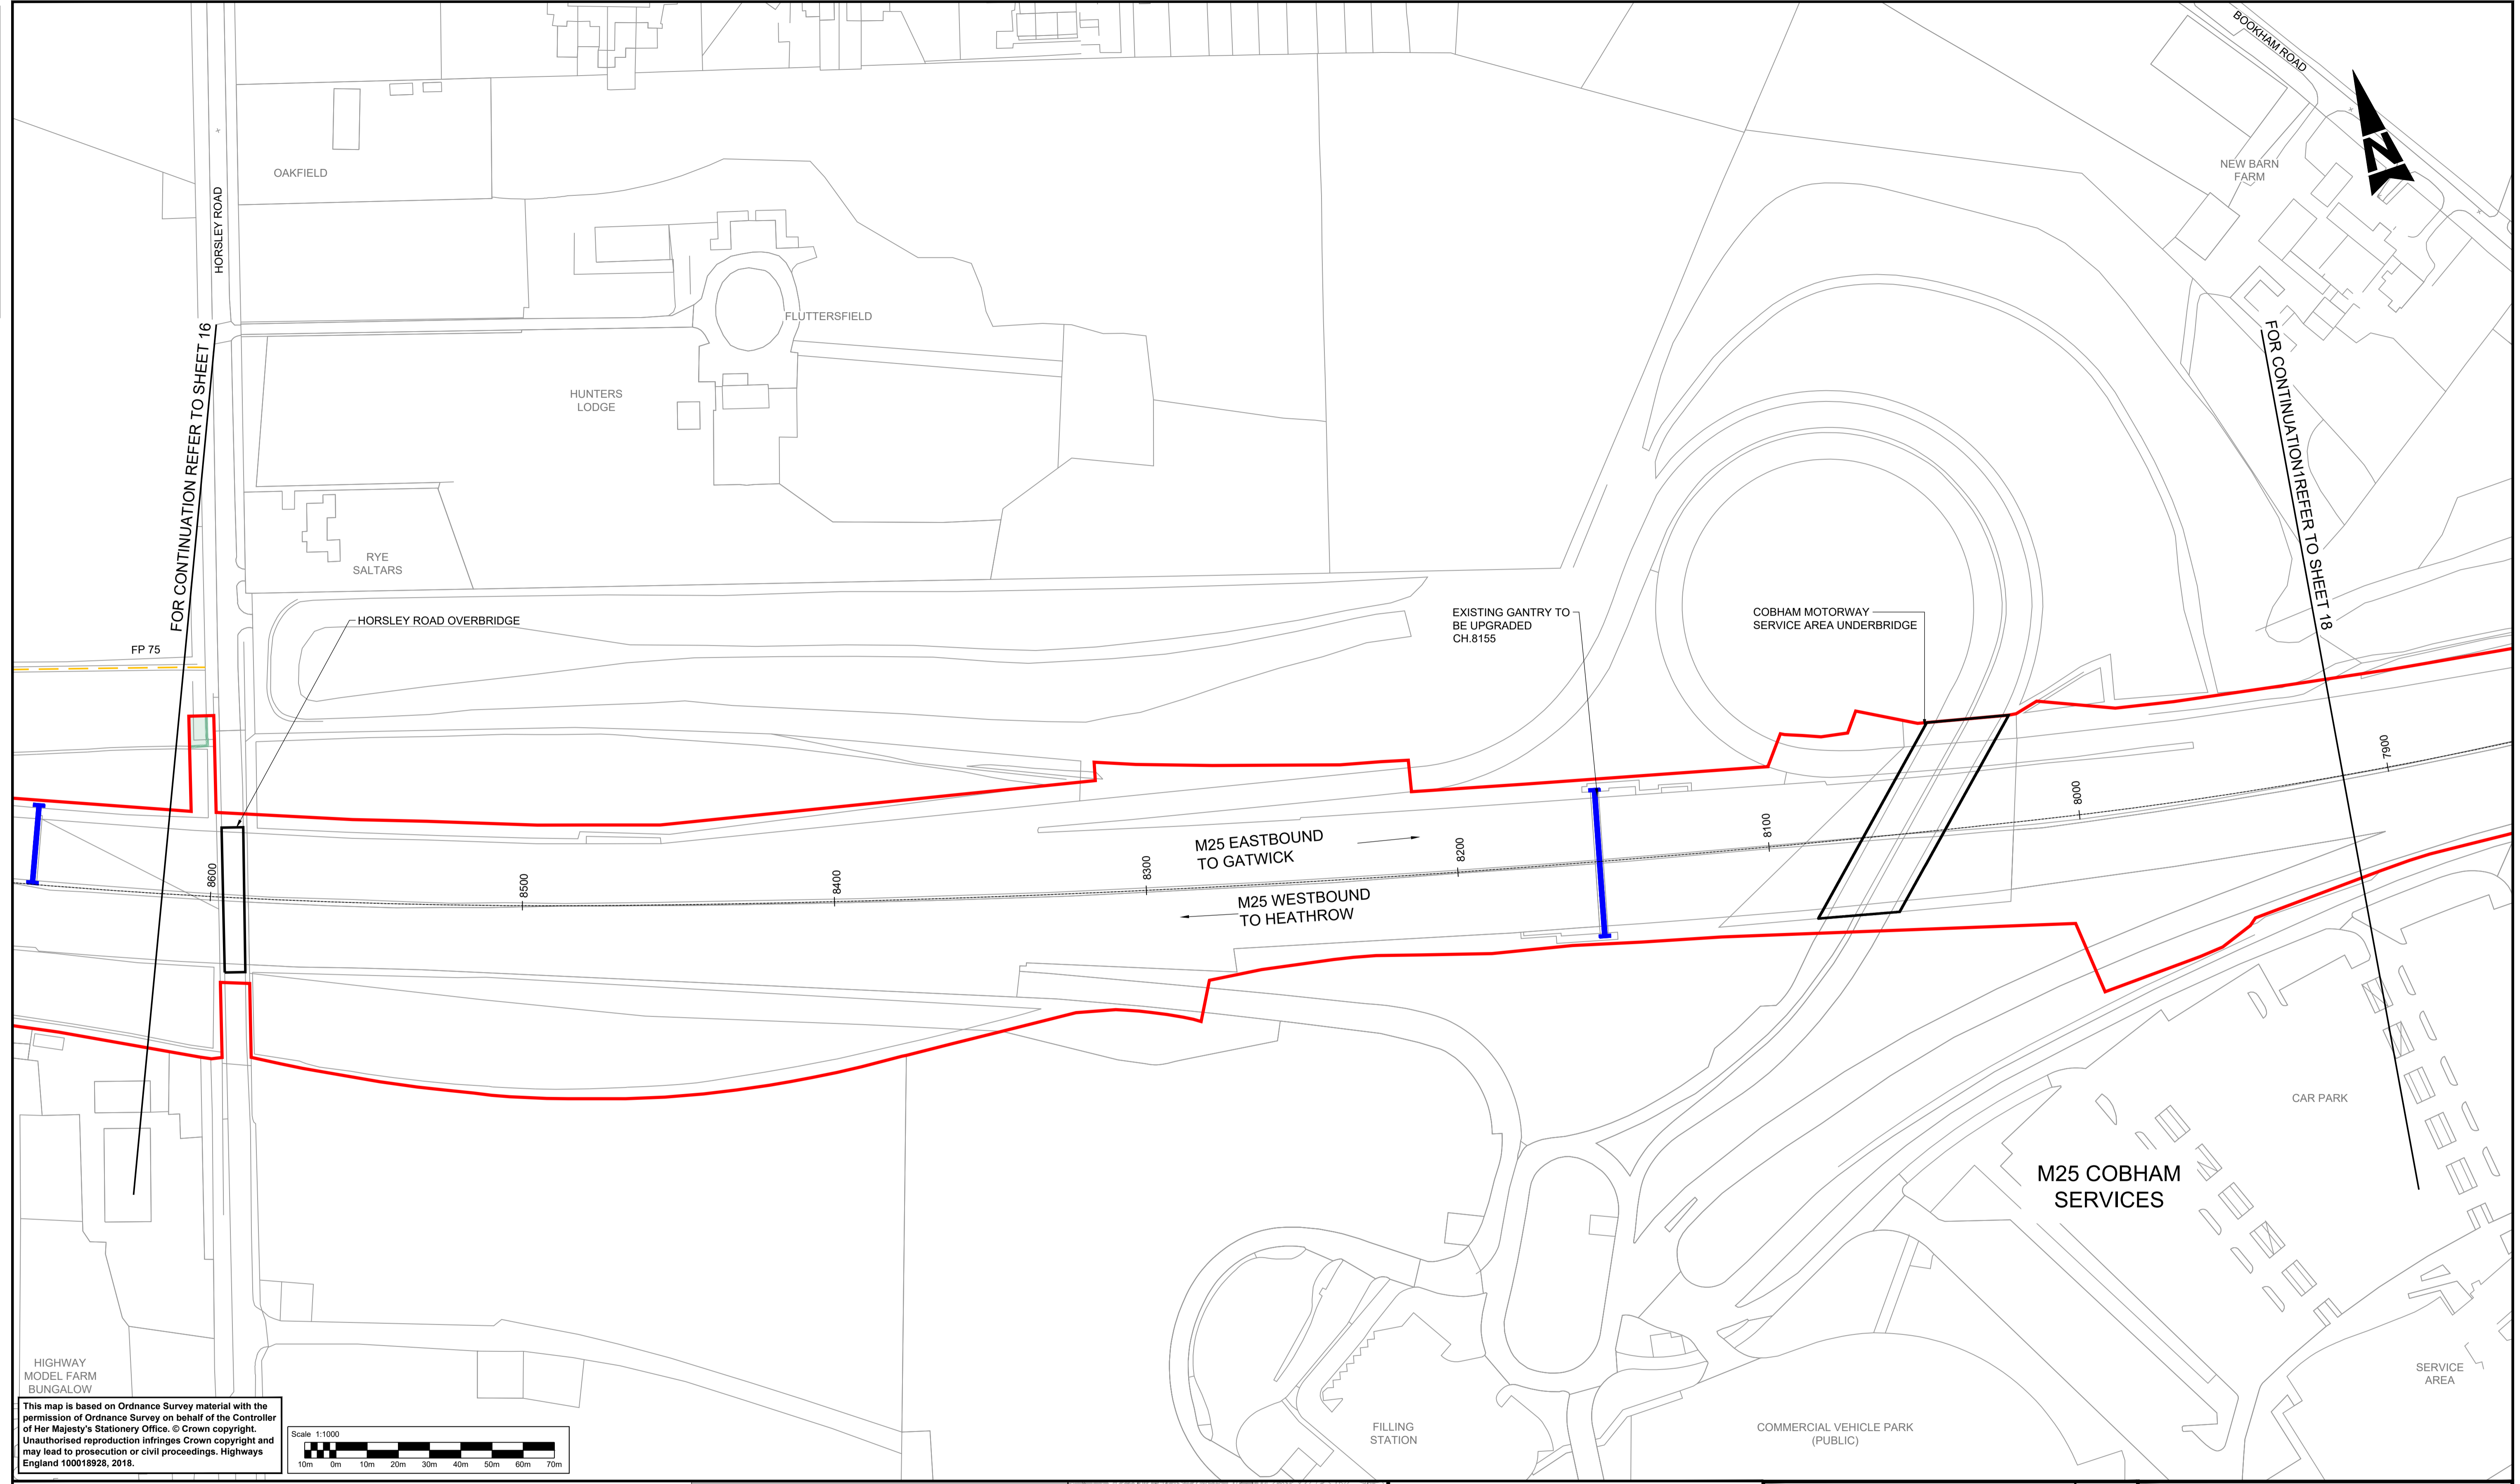 BOOKHAM ROAD
N
NEW BARN
FARM
OAKFIELD
HORSLEY ROAD
FLUTTERSFIELD
HUNTERS
LODGE
FOR CONTINUATION REFER TO SHEET 16
FOR CONTINUATION1REFER TO SHEET 18
RYE
SALTARS
HORSLEY ROAD OVERBRIDGE
EXISTING GANTRY TO
BE UPGRADED
CH.8155
COBHAM MOTORWAY
SERVICE AREA UNDERBRIDGE
FP 75
7900
8000
8100
8200
8300
8400
8500
8600
M25 EASTBOUND
TO GATWICK
M25 WESTBOUND
TO HEATHROW
CAR PARK
M25 COBHAM
SERVICES
HIGHWAY
MODEL FARM
BUNGALOW
SERVICE
AREA
FILLING
STATION
COMMERCIAL VEHICLE PARK
(PUBLIC)
This map is based on Ordnance Survey material with the
permission of Ordnance Survey on behalf of the Controller
of Her Majesty's Stationery Office. © Crown copyright.
Unauthorised reproduction infringes Crown copyright and
may lead to prosecution or civil proceedings. Highways
England 100018928, 2018.
Scale 1:1000
10m 0m 10m 20m 30m 40m 50m 60m 70m